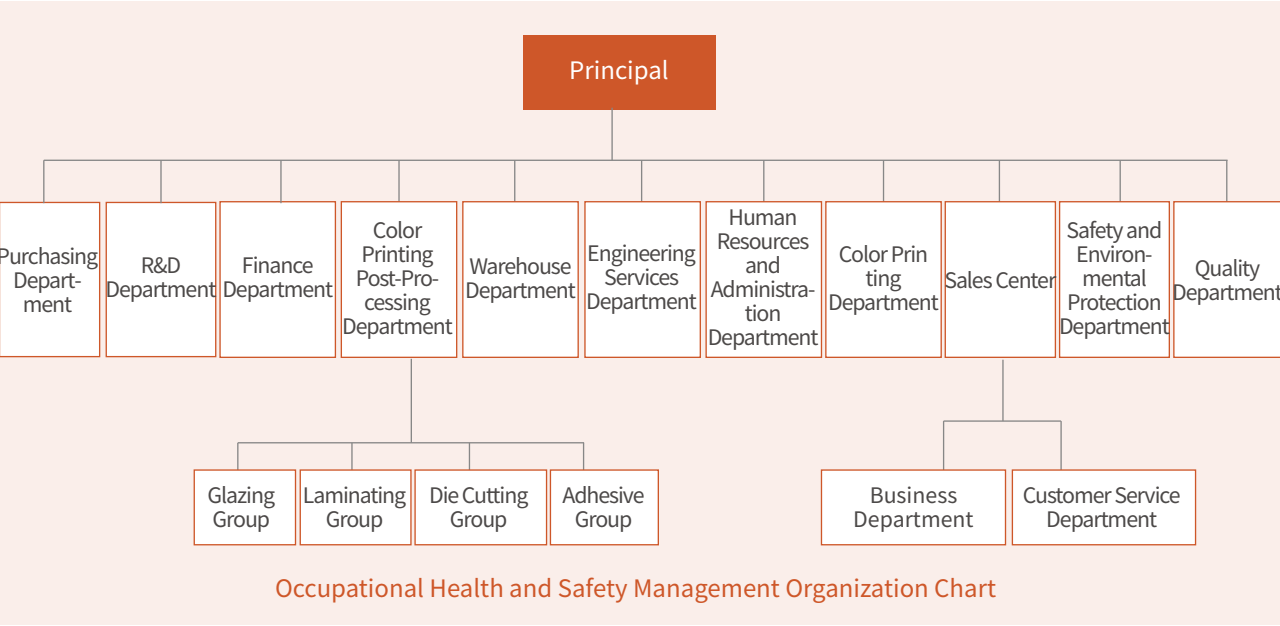 Principal
Purchasing
Depart-
ment
R&D
Department
Finance
Department
Color
Printing
Post-Pro-
cessing
Department
Warehouse
Department
Engineering
Services
Department
Human
Resources
and
Administra-
tion
Department
Color Prin
ting
Department
Sales Center
Safety and
Environ-
mental
Protection
Department
Quality
Department
Glazing
Group
Laminating
Group
Die Cutting
Group
Adhesive
Group
Business
Department
Customer Service
Department
Occupational Health and Safety Management Organization Chart